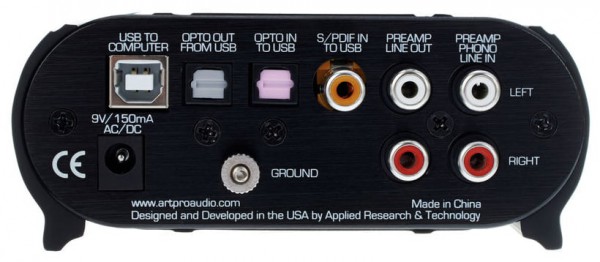 USB TO
COMPUTER
OPTO OUT
FROM USB
OPTO IN
TO USB
S/PDIF IN
TO USB
PREAMP
LINE OUT
PREAMP
PHONO
LINE IN
LEFT
9V/150mA
AC/DC
CE
GROUND
RIGHT
www.artproaudio.com
Made in China
Designed and Developed in the USA by Applied Research & Technology